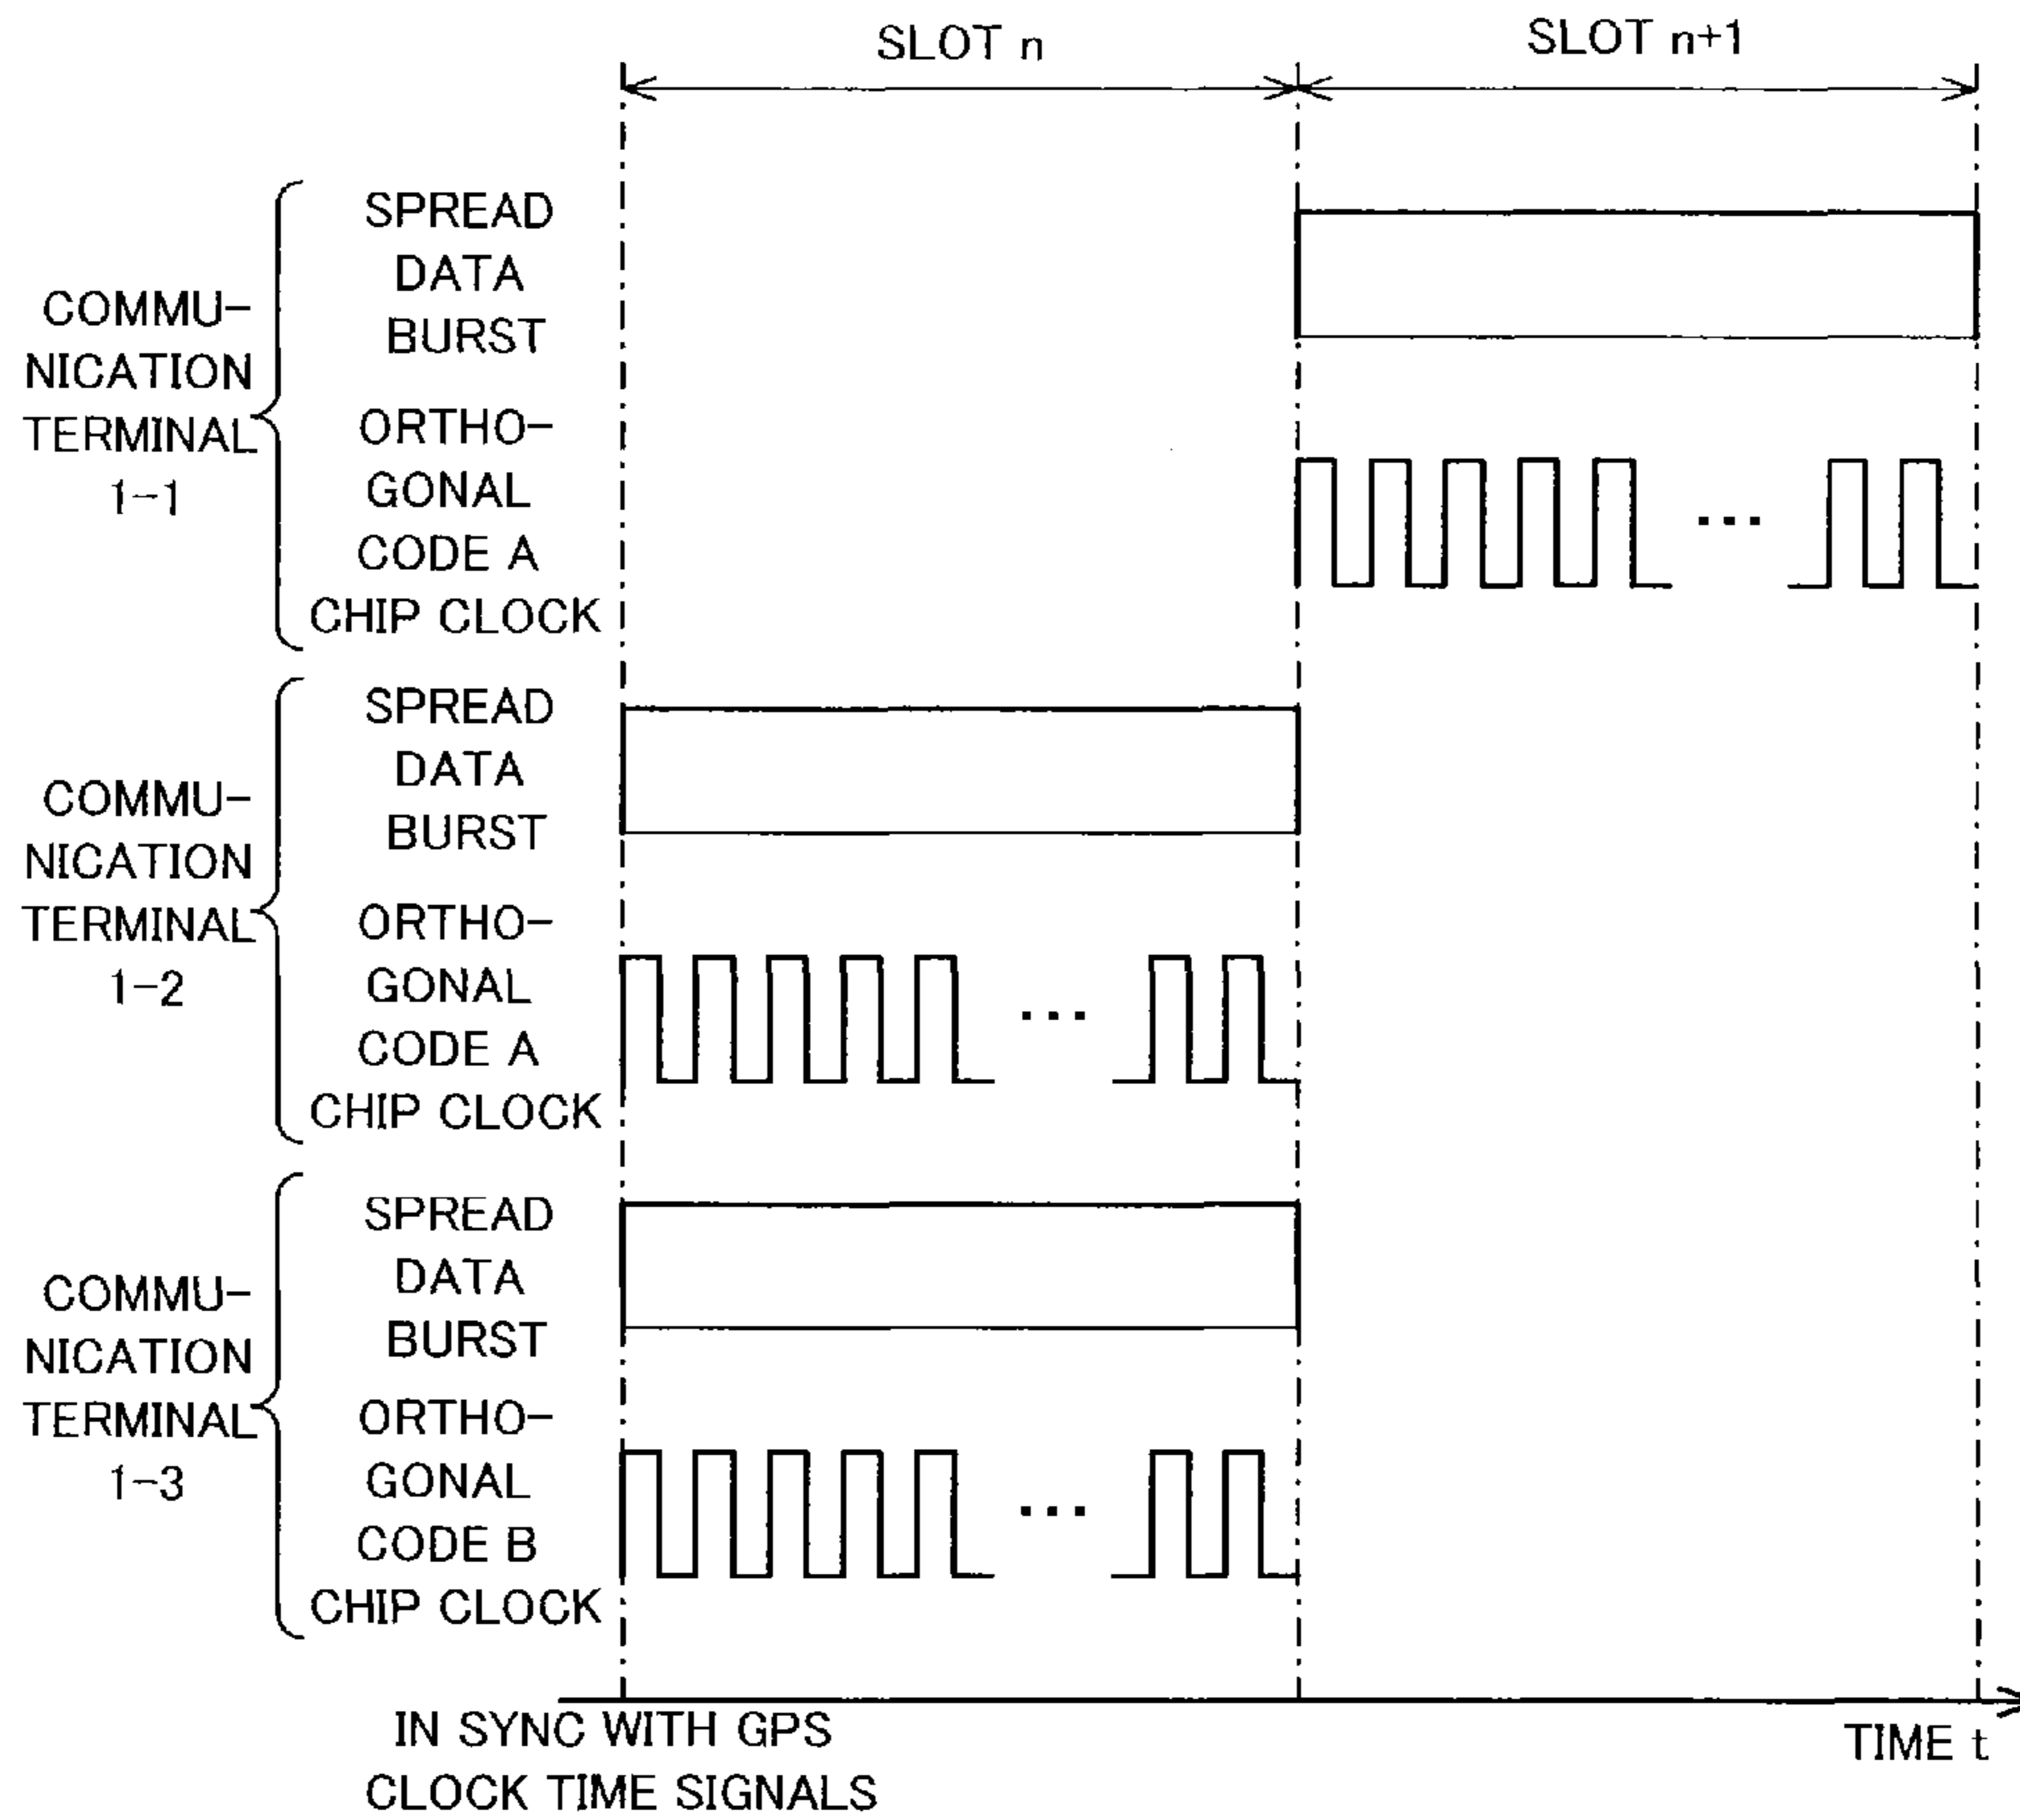 SLOT n
SLOT n+1
COMMU-
NICATION
TERMINAL
1-1
SPREAD
DATA
BURST
ORTHO-
GONAL
CODE A
CHIP CLOCK
...
COMMU-
NICATION
TERMINAL
1-2
SPREAD
DATA
BURST
ORTHO-
GONAL
CODE A
CHIP CLOCK
...
COMMU-
NICATION
TERMINAL
1-3
SPREAD
DATA
BURST
ORTHO-
GONAL
CODE B
CHIP CLOCK
...
IN SYNC WITH GPS
CLOCK TIME SIGNALS
TIME t